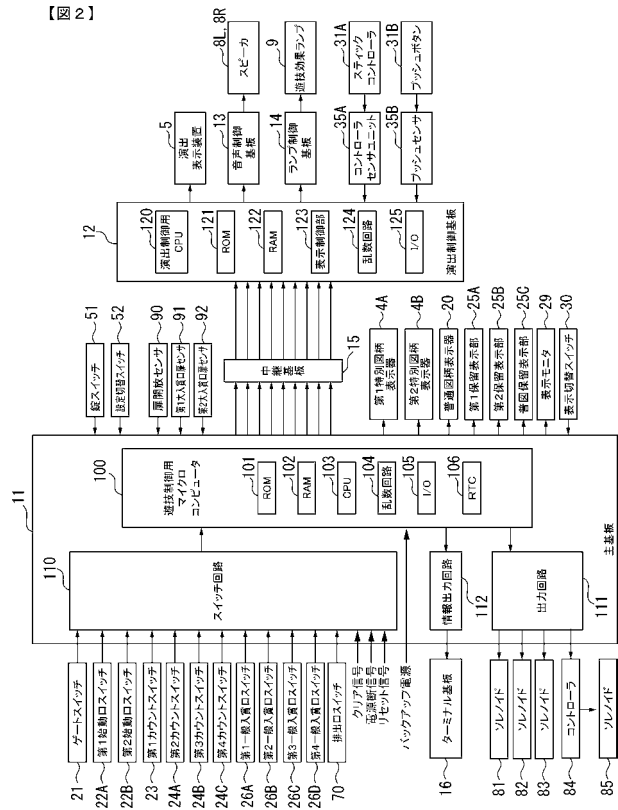 【図２】
11
110
スイッチ回路
21
ゲートスイッチ
22A
第1始動口スイッチ
22B
第2始動口スイッチ
23
第1カウントスイッチ
24A
第2カウントスイッチ
24B
第3カウントスイッチ
24C
第4カウントスイッチ
26A
第1一般入賞口スイッチ
26B
第2一般入賞口スイッチ
26C
第3一般入賞口スイッチ
26D
第4一般入賞口スイッチ
70
排出口スイッチ
クリア信号
電源断信号
リセット信号
バックアップ電源
100
遊技制御用
マイクロ
コンピュータ
101
ROM
102
RAM
103
CPU
104
乱数回路
105
I/O
106
RTC
情報出力回路
112
出力回路
111
主基板
16
ターミナル基板
81
ソレノイド
82
ソレノイド
83
ソレノイド
84
コントローラ
85
ソレノイド
錠スイッチ
51
設定切替スイッチ
52
扉開放センサ
90
第1大入賞口扉センサ
91
第2大入賞口扉センサ
92
中継基板
15
第1特別図柄
表示器
4A
第2特別図柄
表示器
4B
普通図柄表示器
20
第1保留表示部
25A
第2保留表示部
25B
普図保留表示部
25C
表示モニタ
29
表示切替スイッチ
30
12
120
演出制御用
CPU
121
ROM
122
RAM
123
表示制御部
124
乱数回路
125
I/O
演出制御基板
演出
表示装置
5
音声制御
基板
13
スピーカ
8L, 8R
ランプ制御
基板
14
遊技効果ランプ
9
コントローラ
センサユニット
35A
スティック
コントローラ
31A
プッシュセンサ
35B
プッシュボタン
31B